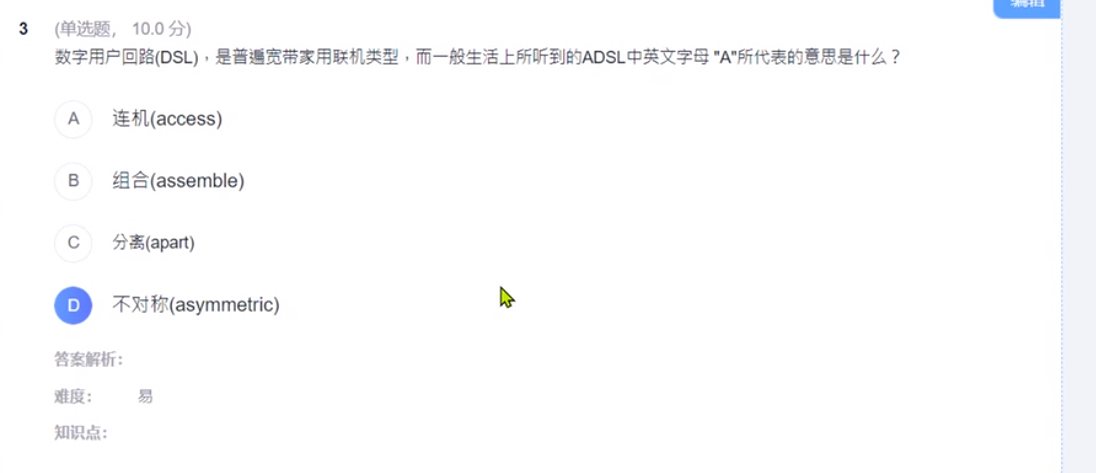 编辑
3 (单选题, 10.0 分)
数字用户回路(DSL)，是普遍宽带家用联机类型，而一般生活上所听到的ADSL中英文字母 "A"所代表的意思是什么？
A 连机(access)
B 组合(assemble)
C 分离(apart)
D 不对称(asymmetric)
答案解析：
难度： 易
知识点：